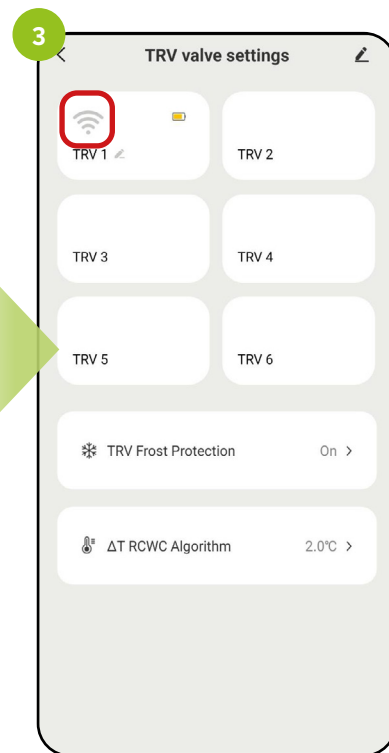 3
TRV valve settings
TRV 1
TRV 2
TRV 3
TRV 4
TRV 5
TRV 6
TRV Frost Protection On >
ΔT RCWC Algorithm 2.0°C >